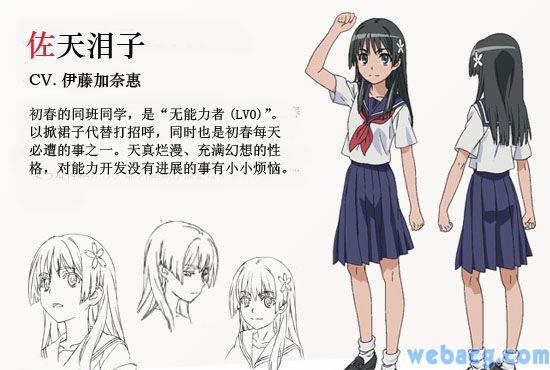 佐天泪子
CV. 伊藤加奈惠
初春的同班同学，是“无能力者(LV0)”。
以掀裙子代替打招呼，同时也是初春每天
必遭的事之一。天真烂漫、充满幻想的性
格，对能力开发没有进展的事有小小烦恼。
webacg.com